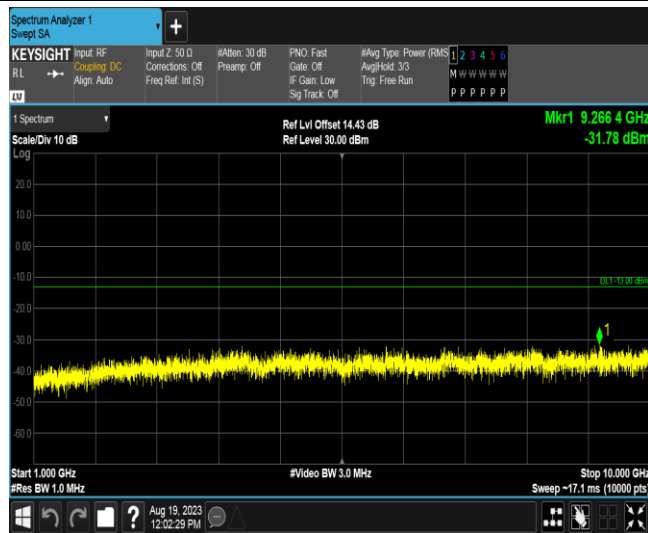 Spectrum Analyzer 1
Swept SA
+
KEYSIGHT
RL
LXI
Input: RF
Coupling: DC
Align: Auto
Input Z: 50 Ω
Corrections: Off
Freq Ref: Int (S)
#Atten: 30 dB
Preamp: Off
PNO: Fast
Gate: Off
IF Gain: Low
Sig Track: Off
#Avg Type: Power (RMS
Avg|Hold: 3/3
Trig: Free Run
1 2 3 4 5 6
M W W W W W
P P P P P P
1 Spectrum
Scale/Div 10 dB
Log
Ref Lvl Offset 14.43 dB
Ref Level 30.00 dBm
Mkr1 9.266 4 GHz
-31.78 dBm
20.0
10.0
0.00
-10.0
DL1 -13.00 dBm
-20.0
-30.0
1
-40.0
-50.0
-60.0
Start 1.000 GHz
#Video BW 3.0 MHz
Stop 10.000 GHz
#Res BW 1.0 MHz
Sweep ~17.1 ms (10000 pts)
?
Aug 19, 2023
12:02:29 PM